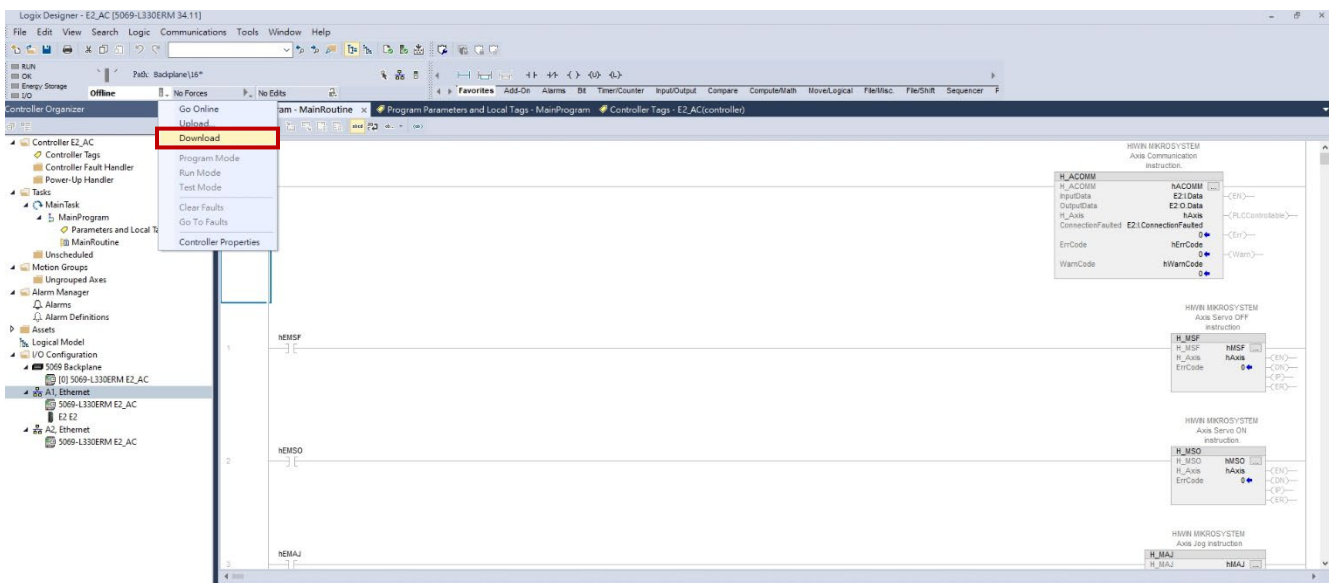 Logix Designer - E2_AC [5069-L330ERM 34.11]
File Edit View Search Logic Communications Tools Window Help
RUN
OK
Energy Storage
I/O
Path: Backplane\16*
Offline
No Forces
No Edits
Favorites Add-On Alarms Bit Timer/Counter Input/Output Compare Compute/Math Move/Logical File/Misc. File/Shift Sequencer
Controller Organizer
am - MainRoutine x
Program Parameters and Local Tags - MainProgram
Controller Tags - E2_AC(controller)
Go Online
Upload...
Download
Program Mode
Run Mode
Test Mode
Clear Faults
Go To Faults
Controller Properties
Controller E2_AC
Controller Tags
Controller Fault Handler
Power-Up Handler
Tasks
MainTask
MainProgram
Parameters and Local Ta
MainRoutine
Unscheduled
Motion Groups
Ungrouped Axes
Alarm Manager
Alarms
Alarm Definitions
Assets
Logical Model
I/O Configuration
5069 Backplane
[0] 5069-L330ERM E2_AC
A1, Ethernet
5069-L330ERM E2_AC
E2 E2
A2, Ethernet
5069-L330ERM E2_AC
HIWIN MIKROSYSTEM
Axis Communication
instruction.
H_ACOMM
H_ACOMM hACOMM ...
InputData E2:I.Data
OutputData E2:O.Data
H_Axis hAxis
ConnectionFaulted E2:I.ConnectionFaulted
0
ErrCode hErrCode
0
WarnCode hWarnCode
0
(EN)
(PLCControllable)
(Err)
(Warn)
1
hEMSF
HIWIN MIKROSYSTEM
Axis Servo OFF
instruction
H_MSF
H_MSF hMSF ...
H_Axis hAxis
ErrCode 0
(EN)
(DN)
(IP)
(ER)
2
hEMSO
HIWIN MIKROSYSTEM
Axis Servo ON
instruction.
H_MSO
H_MSO hMSO ...
H_Axis hAxis
ErrCode 0
(EN)
(DN)
(IP)
(ER)
3
hEMAJ
HIWIN MIKROSYSTEM
Axis Jog instruction
H_MAJ
H_MAJ hMAJ ...